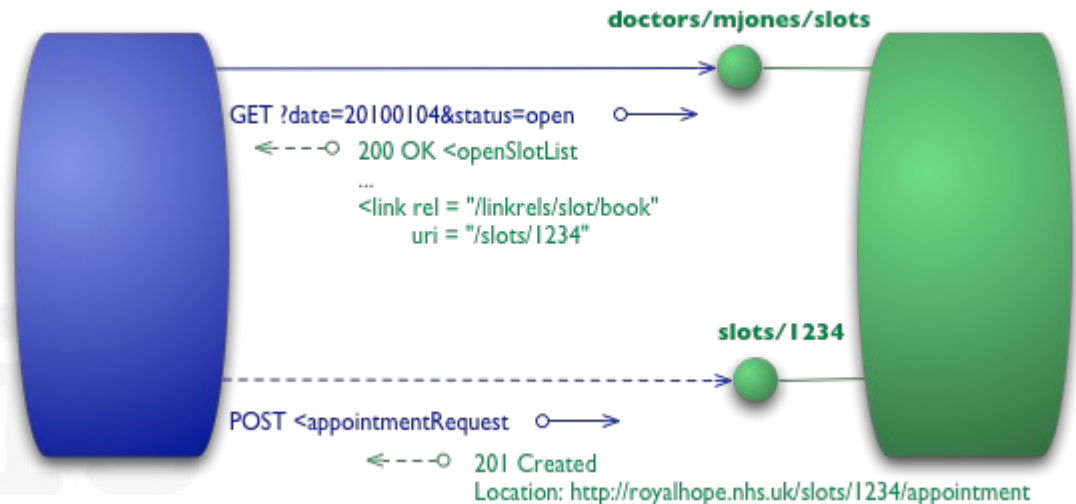 doctors/mjones/slots
GET ?date=20100104&status=open
200 OK <openSlotList
...
<link rel = "/linkrels/slot/book"
uri = "/slots/1234"
slots/1234
POST <appointmentRequest
201 Created
Location: http://royalhope.nhs.uk/slots/1234/appointment